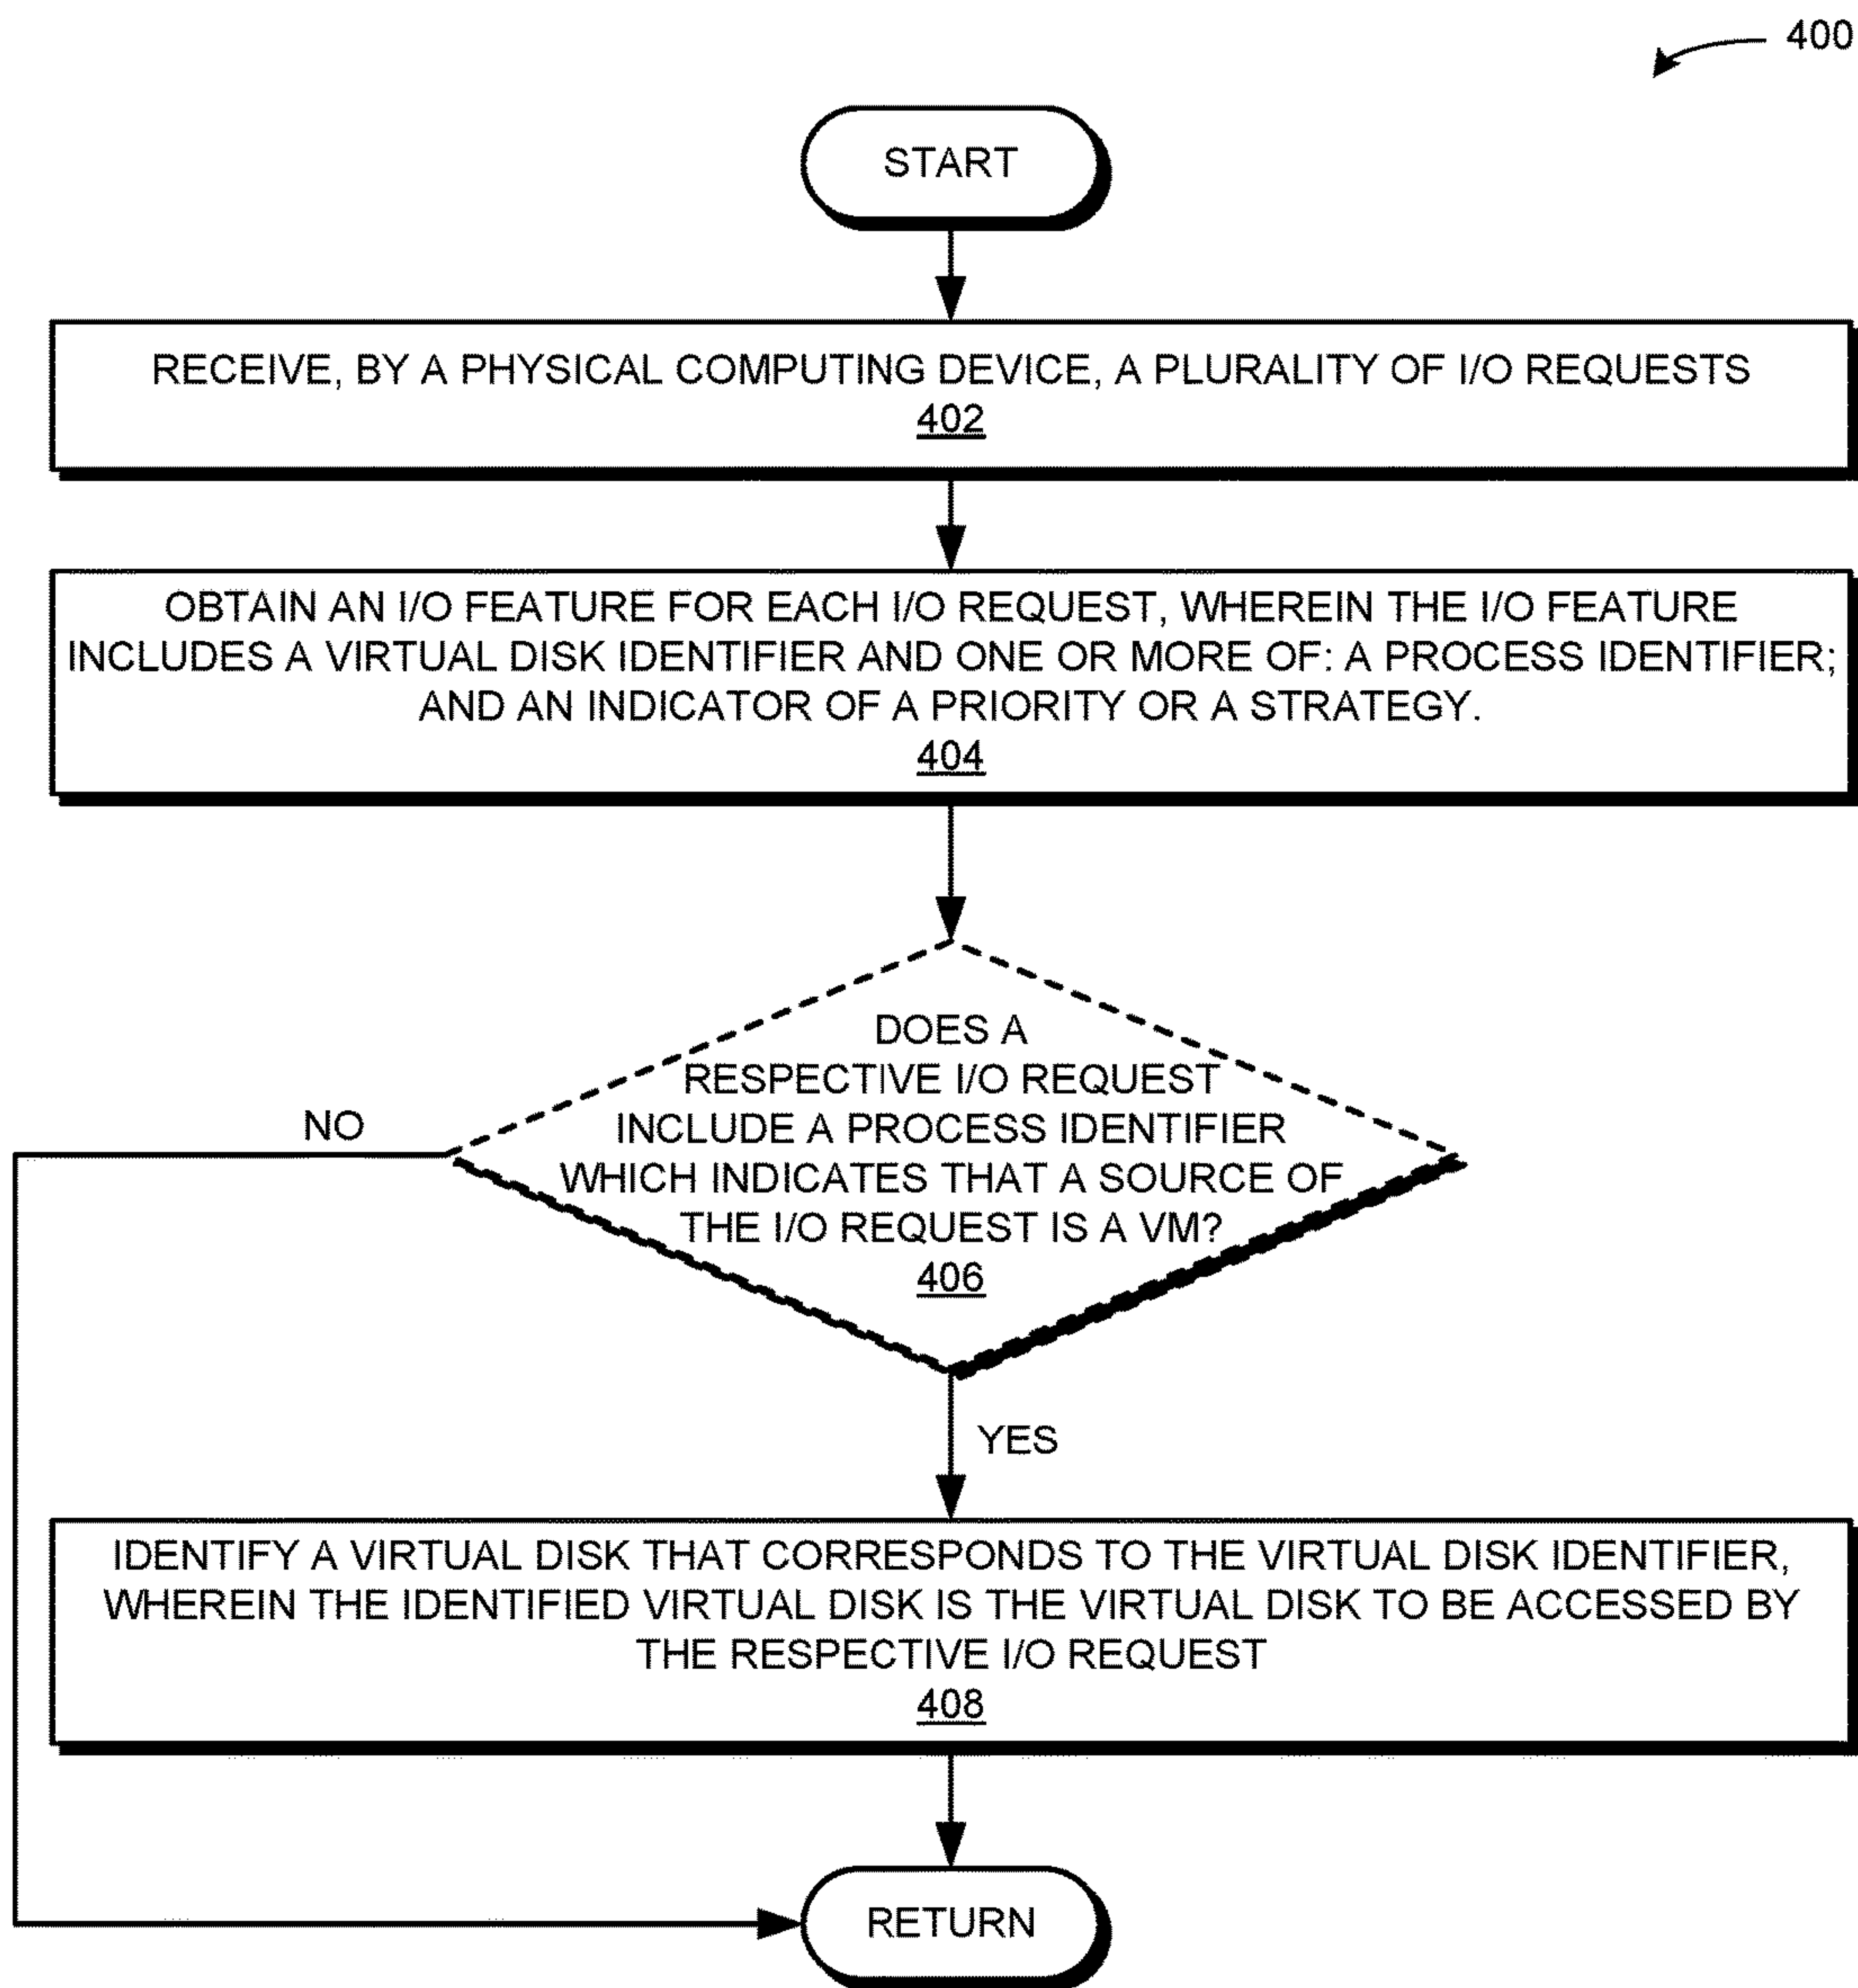 400
START
RECEIVE, BY A PHYSICAL COMPUTING DEVICE, A PLURALITY OF I/O REQUESTS
402
OBTAIN AN I/O FEATURE FOR EACH I/O REQUEST, WHEREIN THE I/O FEATURE
INCLUDES A VIRTUAL DISK IDENTIFIER AND ONE OR MORE OF: A PROCESS IDENTIFIER;
AND AN INDICATOR OF A PRIORITY OR A STRATEGY.
404
DOES A
RESPECTIVE I/O REQUEST
INCLUDE A PROCESS IDENTIFIER
WHICH INDICATES THAT A SOURCE OF
THE I/O REQUEST IS A VM?
406
NO
YES
IDENTIFY A VIRTUAL DISK THAT CORRESPONDS TO THE VIRTUAL DISK IDENTIFIER,
WHEREIN THE IDENTIFIED VIRTUAL DISK IS THE VIRTUAL DISK TO BE ACCESSED BY
THE RESPECTIVE I/O REQUEST
408
RETURN